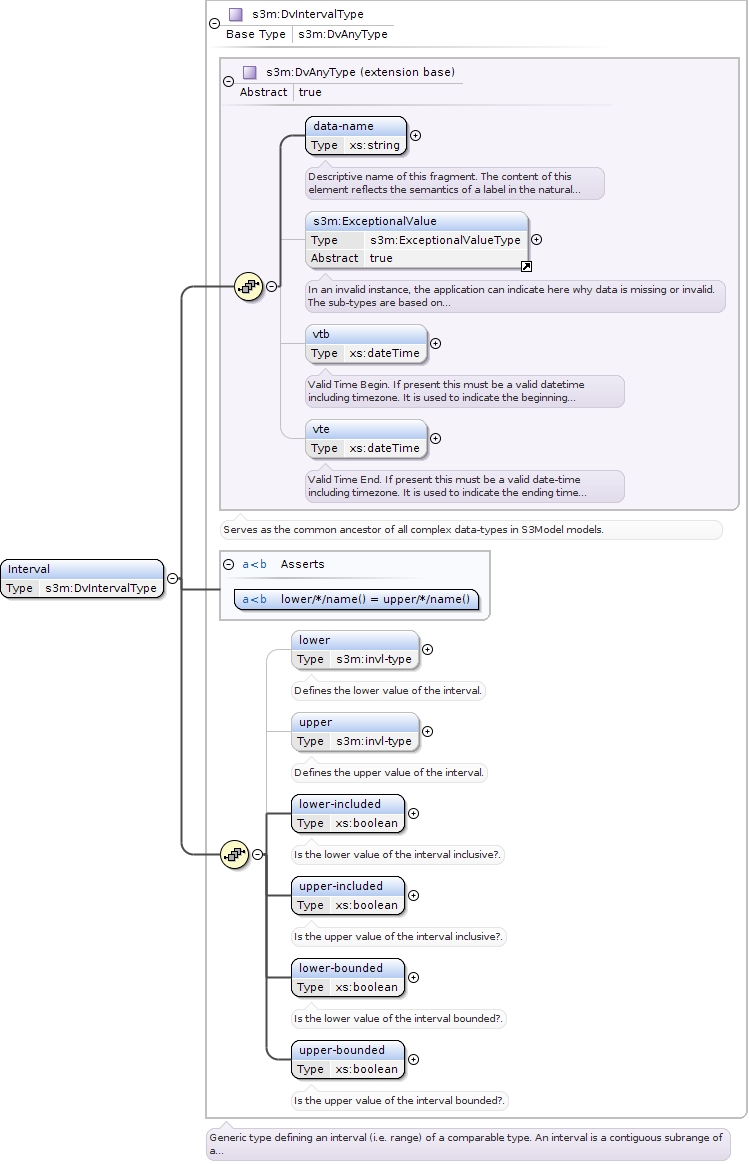 s3m:DvIntervalType
Base Type s3m:DvAnyType
s3m:DvAnyType (extension base)
Abstract true
data-name
Type xs:string
Descriptive name of this fragment. The content of this
element reflects the semantics of a label in the natural...
s3m:ExceptionalValue
Type s3m:ExceptionalValueType
Abstract true
In an invalid instance, the application can indicate here why data is missing or invalid.
The sub-types are based on...
vtb
Type xs:dateTime
Valid Time Begin. If present this must be a valid datetime
including timezone. It is used to indicate the beginning...
vte
Type xs:dateTime
Valid Time End. If present this must be a valid date-time
including timezone. It is used to indicate the ending time...
Serves as the common ancestor of all complex data-types in S3Model models.
Interval
Type s3m:DvIntervalType
a<b Asserts
a<b lower/*/name() = upper/*/name()
lower
Type s3m:invl-type
Defines the lower value of the interval.
upper
Type s3m:invl-type
Defines the upper value of the interval.
lower-included
Type xs:boolean
Is the lower value of the interval inclusive?.
upper-included
Type xs:boolean
Is the upper value of the interval inclusive?.
lower-bounded
Type xs:boolean
Is the lower value of the interval bounded?.
upper-bounded
Type xs:boolean
Is the upper value of the interval bounded?.
Generic type defining an interval (i.e. range) of a comparable type. An interval is a contiguous subrange of
a...